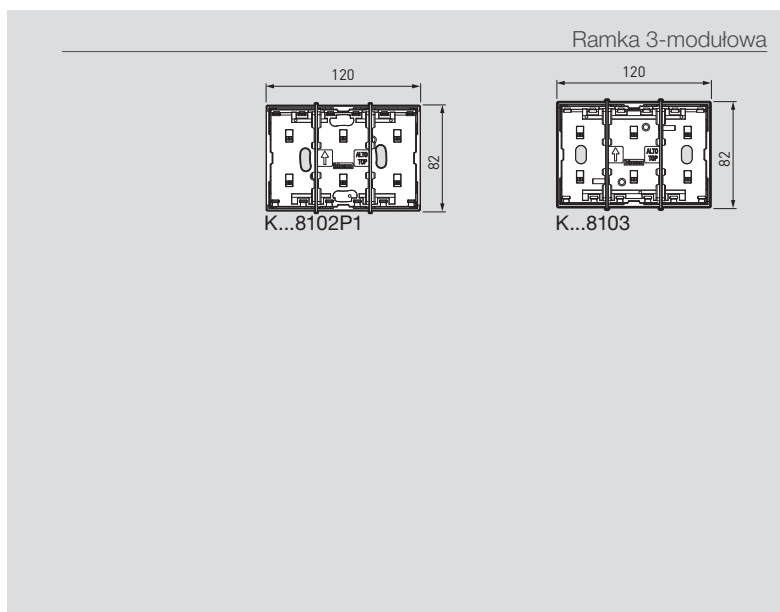 Ramka 3-modułowa
120
120
82
82
ALTO
TOP
ALTO
TOP
K...8102P1
K...8103